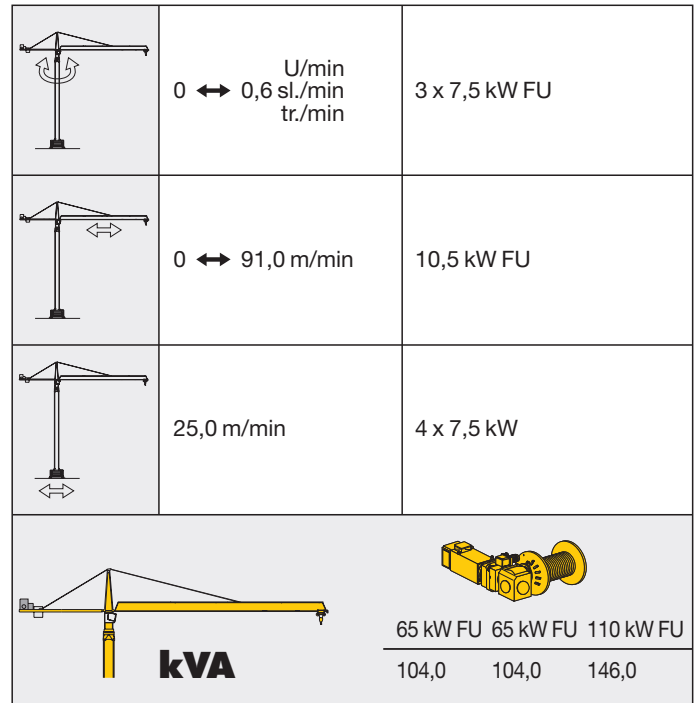 U/min
0 ↔ 0,6 sl./min
tr./min
3 x 7,5 kW FU
0 ↔ 91,0 m/min
10,5 kW FU
25,0 m/min
4 x 7,5 kW
kVA
65 kW FU 65 kW FU 110 kW FU
104,0 104,0 146,0